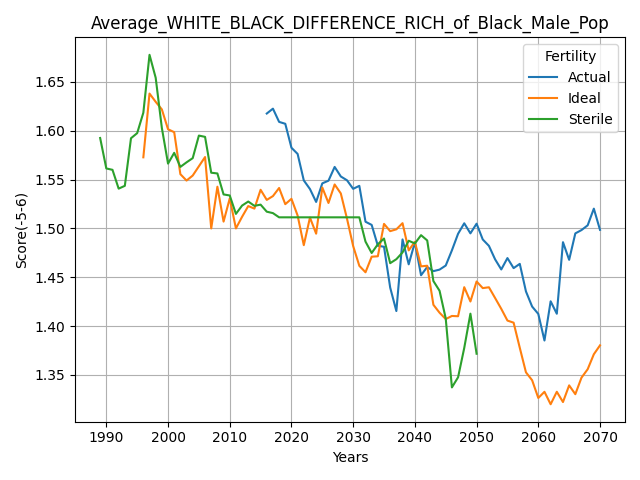 Average_WHITE_BLACK_DIFFERENCE_RICH_of_Black_Male_Pop
Fertility
Actual
Ideal
Sterile
Score(-5-6)
1.65
1.60
1.55
1.50
1.45
1.40
1.35
1990 2000 2010 2020 2030 2040 2050 2060 2070
Years